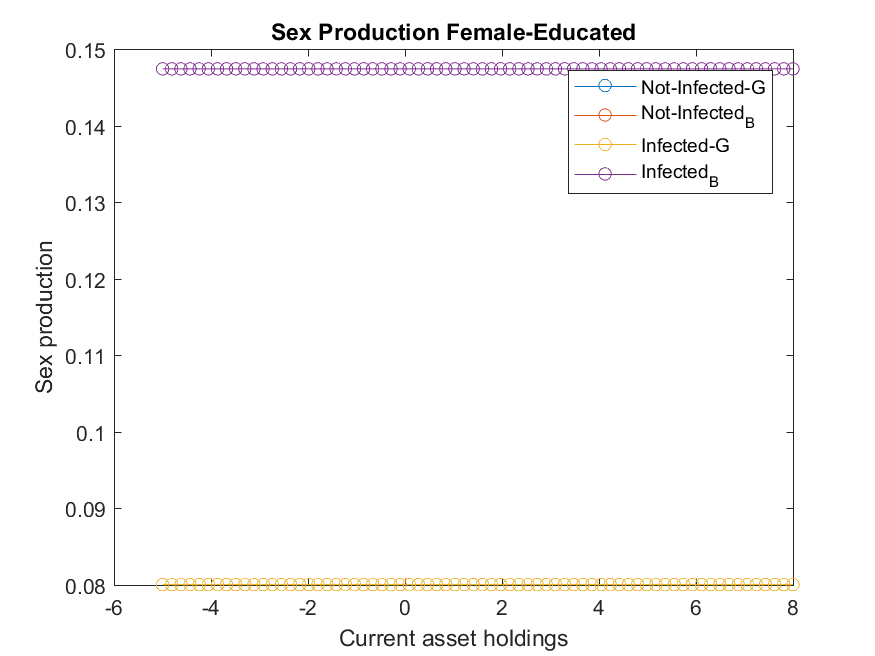 Sex Production Female-Educated
0.15
0.14
0.13
0.12
0.11
0.1
0.09
0.08
Sex production
Not-Infected-G
Not-Infected_B
Infected-G
Infected_B
-6 -4 -2 0 2 4 6 8
Current asset holdings